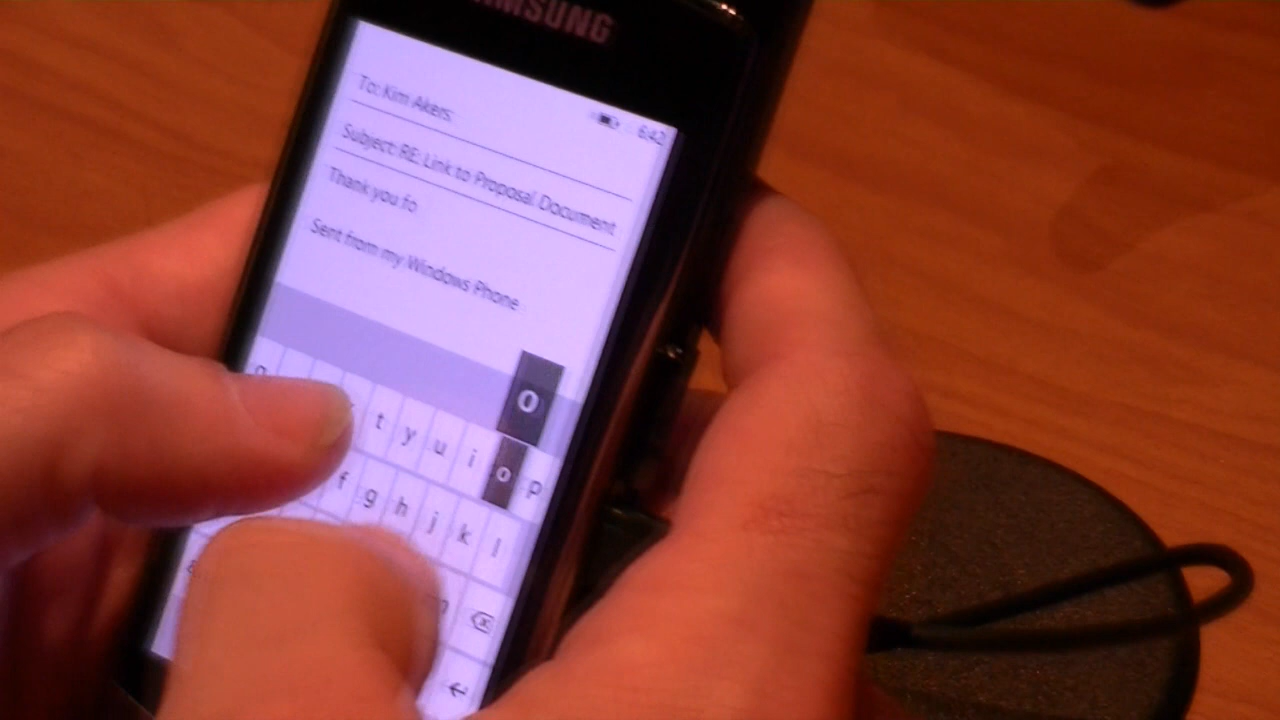 SAMSUNG
6:42
To: Kim Akers;
Subject: RE: Link to Proposal Document
Thank you fo
Sent from my Windows Phone
O
t y u i o p
f g h j k l